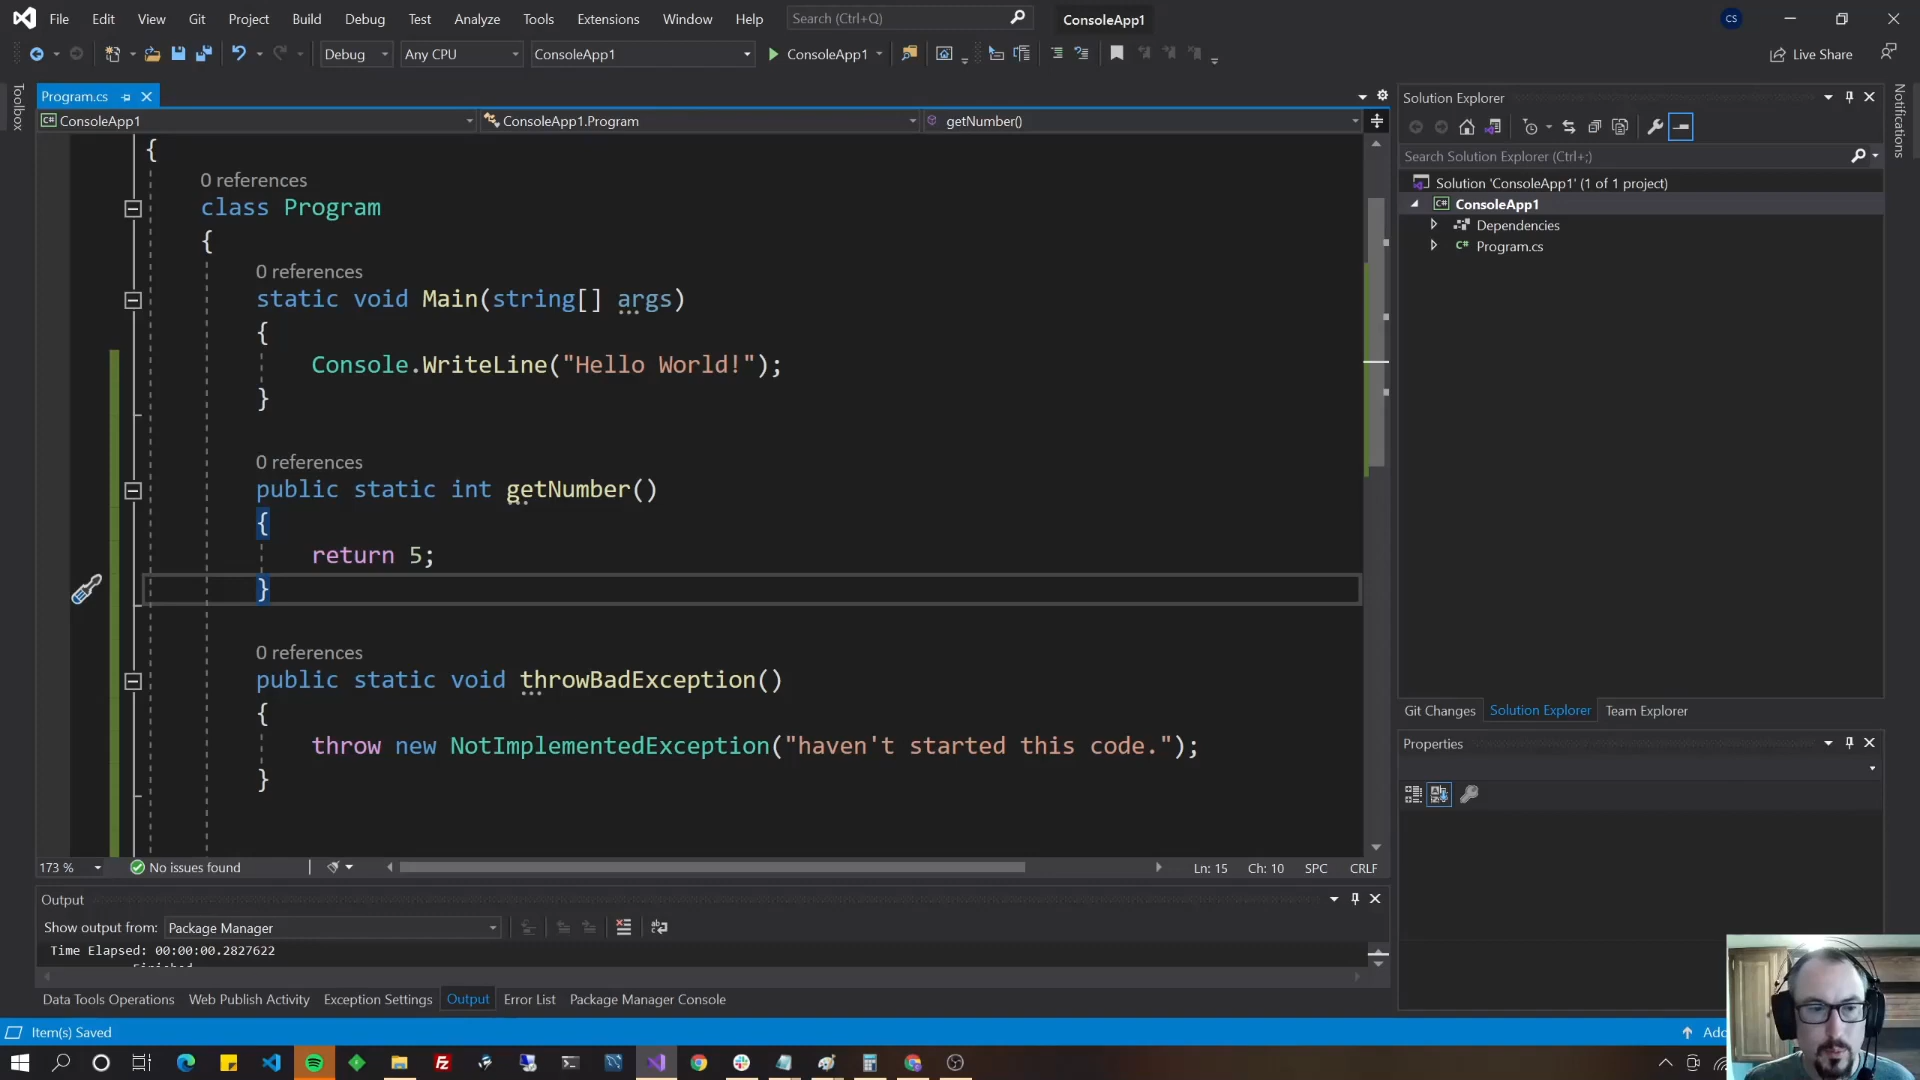 File Edit View Git Project Build Debug Test Analyze Tools Extensions Window Help Search (Ctrl+Q) ConsoleApp1 CS
Debug Any CPU ConsoleApp1 ConsoleApp1 Live Share
Toolbox
Program.cs
ConsoleApp1 ConsoleApp1.Program getNumber()
{
0 references
class Program
{
0 references
static void Main(string[] args)
{
Console.WriteLine("Hello World!");
}
0 references
public static int getNumber()
{
return 5;
}
0 references
public static void throwBadException()
{
throw new NotImplementedException("haven't started this code.");
}
173 % No issues found Ln: 15 Ch: 10 SPC CRLF
Output
Show output from: Package Manager
Time Elapsed: 00:00:00.2827622
Data Tools Operations Web Publish Activity Exception Settings Output Error List Package Manager Console
Item(s) Saved
Solution Explorer
Search Solution Explorer (Ctrl+;)
Solution 'ConsoleApp1' (1 of 1 project)
C# ConsoleApp1
Dependencies
C# Program.cs
Git Changes Solution Explorer Team Explorer
Properties
Notifications